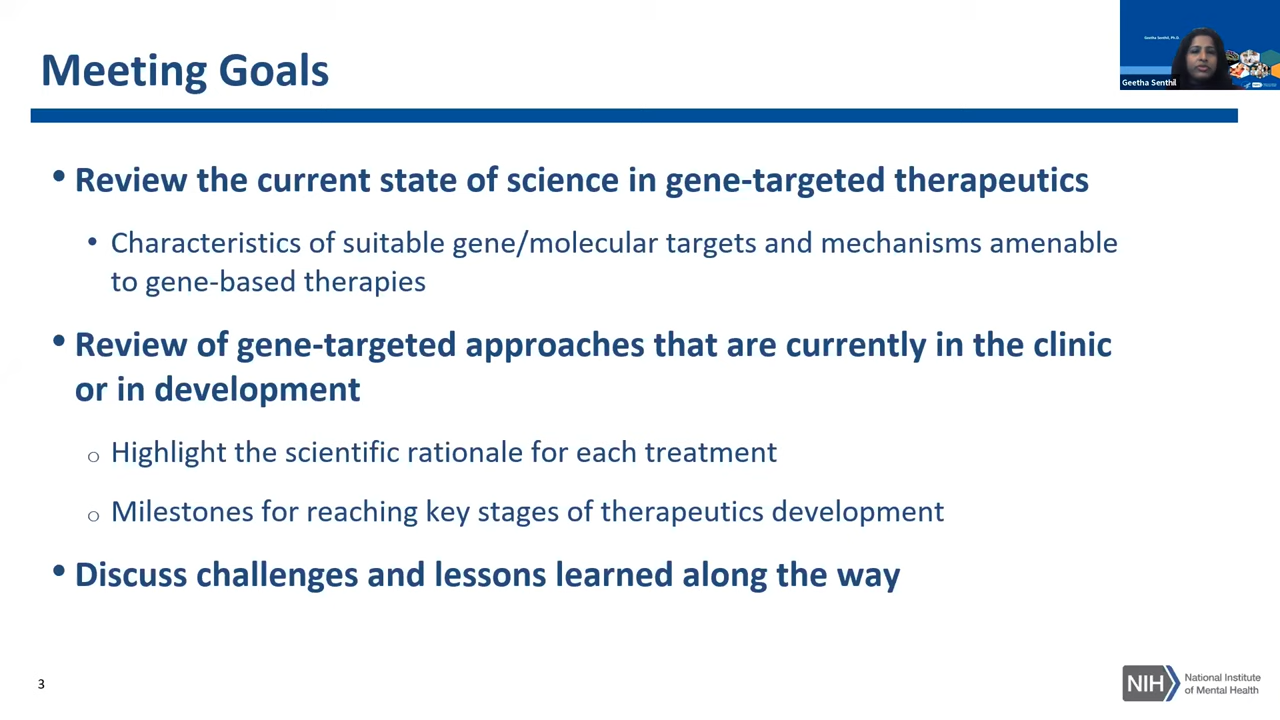 Meeting Goals
Geetha Senthil, Ph.D.
Geetha Senthil
• Review the current state of science in gene-targeted therapeutics
• Characteristics of suitable gene/molecular targets and mechanisms amenable
to gene-based therapies
• Review of gene-targeted approaches that are currently in the clinic
or in development
o Highlight the scientific rationale for each treatment
o Milestones for reaching key stages of therapeutics development
• Discuss challenges and lessons learned along the way
3
NIH National Institute
of Mental Health